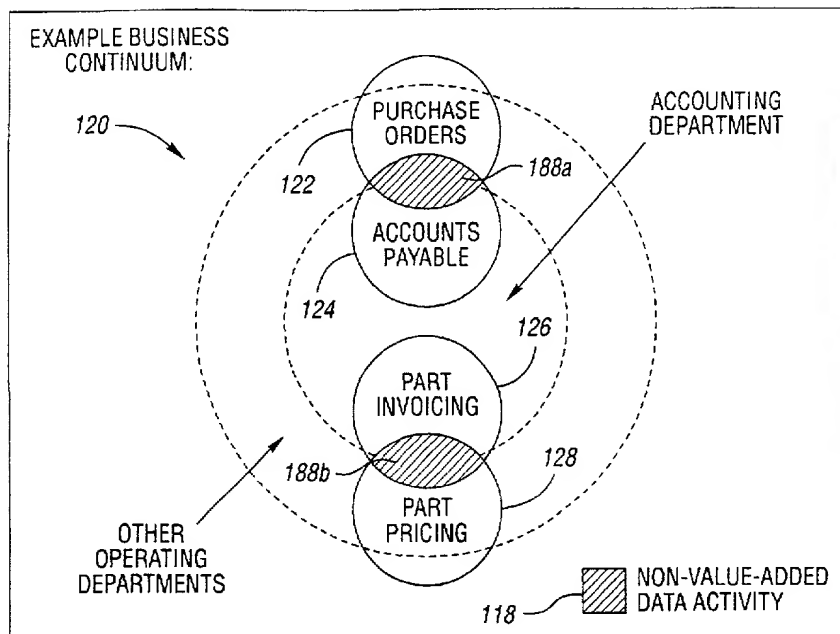 EXAMPLE BUSINESS
CONTINUUM:
120
PURCHASE
ORDERS
ACCOUNTING
DEPARTMENT
122
188a
ACCOUNTS
PAYABLE
124
126
PART
INVOICING
188b
128
PART
PRICING
OTHER
OPERATING
DEPARTMENTS
NON-VALUE-ADDED
DATA ACTIVITY
118